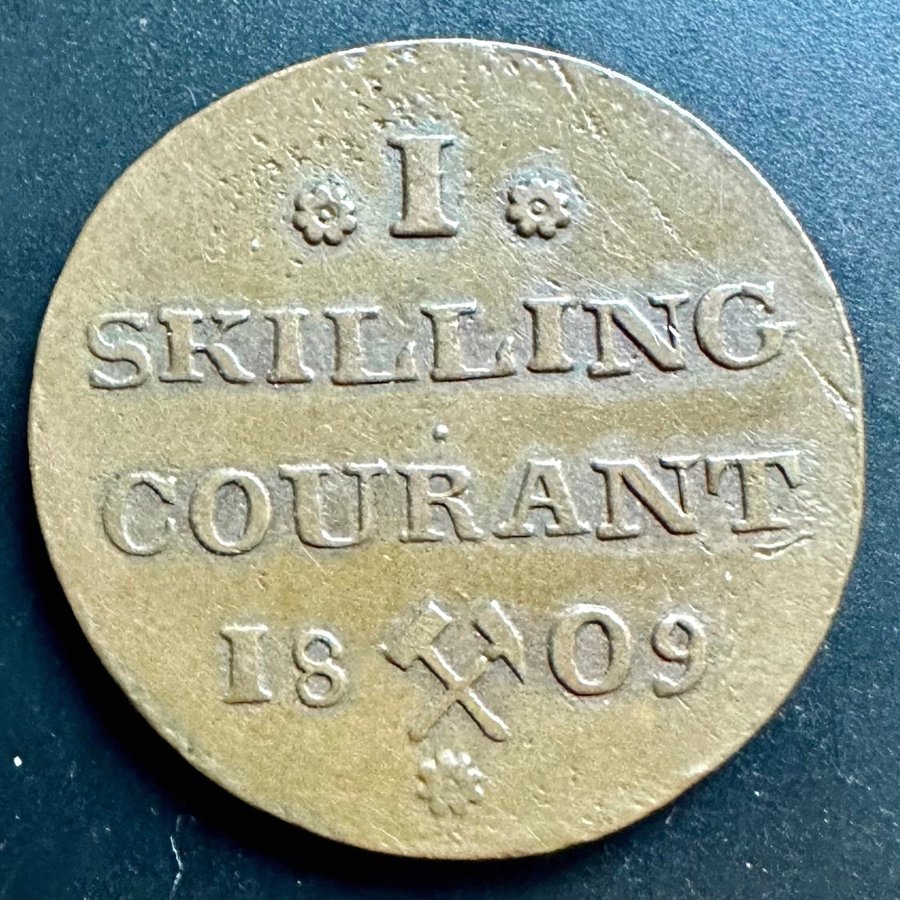 I
SKILLING
COURANT
18 09